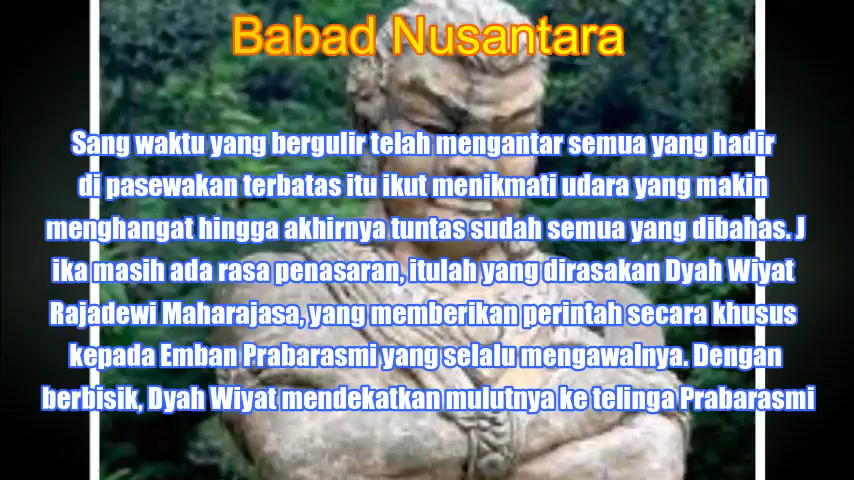 Babad Nusantara
Sang waktu yang bergulir telah mengantar semua yang hadir
di pasewakan terbatas itu ikut menikmati udara yang makin
menghangat hingga akhirnya tuntas sudah semua yang dibahas. J
ika masih ada rasa penasaran, itulah yang dirasakan Dyah Wiyat
Rajadewi Maharajasa, yang memberikan perintah secara khusus
kepada Emban Prabarasmi yang selalu mengawalnya. Dengan
berbisik, Dyah Wiyat mendekatkan mulutnya ke telinga Prabarasmi